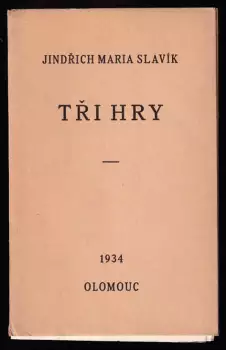 JINDŘICH MARIA SLAVÍK
TŘI HRY
—
1934
OLOMOUC